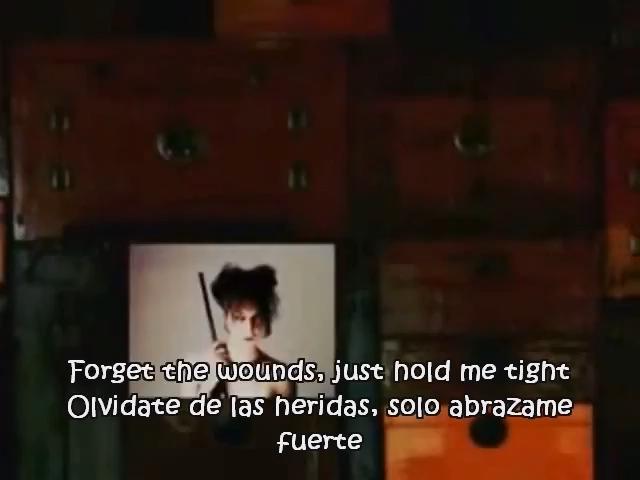 Forget the wounds, just hold me tight
Olvidate de las heridas, solo abrazame
fuerte